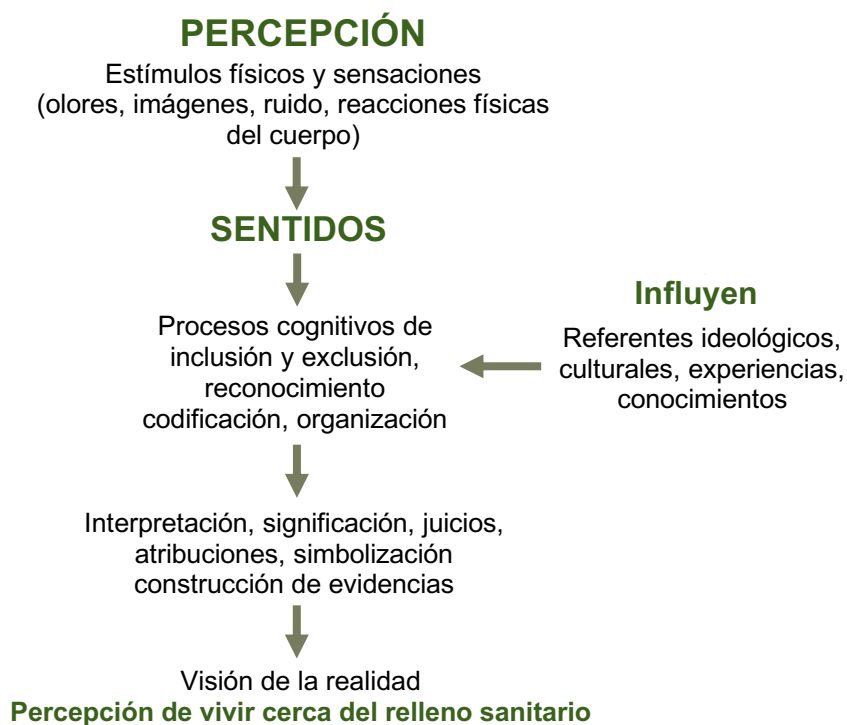 PERCEPCIÓN
Estímulos físicos y sensaciones
(olores, imágenes, ruido, reacciones físicas
del cuerpo)
SENTIDOS
Procesos cognitivos de
inclusión y exclusión,
reconocimiento
codificación, organización
Influyen
Referentes ideológicos,
culturales, experiencias,
conocimientos
Interpretación, significación, juicios,
atribuciones, simbolización
construcción de evidencias
Visión de la realidad
Percepción de vivir cerca del relleno sanitario